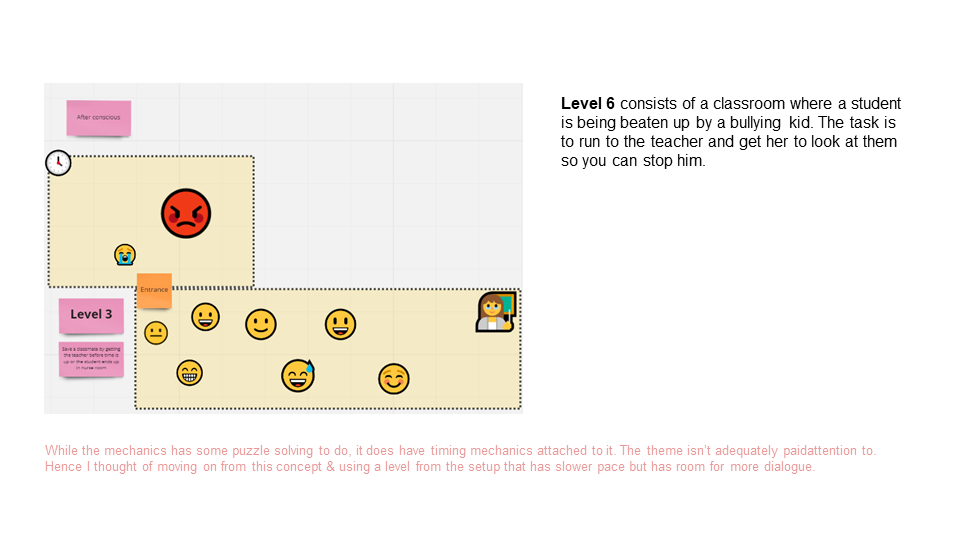 After conscious
Level 6 consists of a classroom where a student
is being beaten up by a bullying kid. The task is
to run to the teacher and get her to look at them
so you can stop him.
Entrance
Level 3
Save a classmate by getting
the teacher before time is
up or the student ends up
in nurse room
While the mechanics has some puzzle solving to do, it does have timing mechanics attached to it. The theme isn't adequately paidattention to.
Hence I thought of moving on from this concept & using a level from the setup that has slower pace but has room for more dialogue.